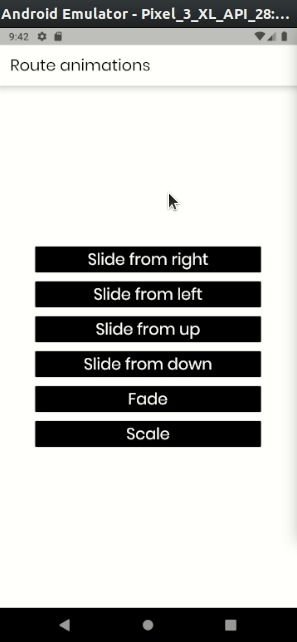 Android Emulator - Pixel_3_XL_API_28:...
9:42
Route animations
Slide from right
Slide from left
Slide from up
Slide from down
Fade
Scale